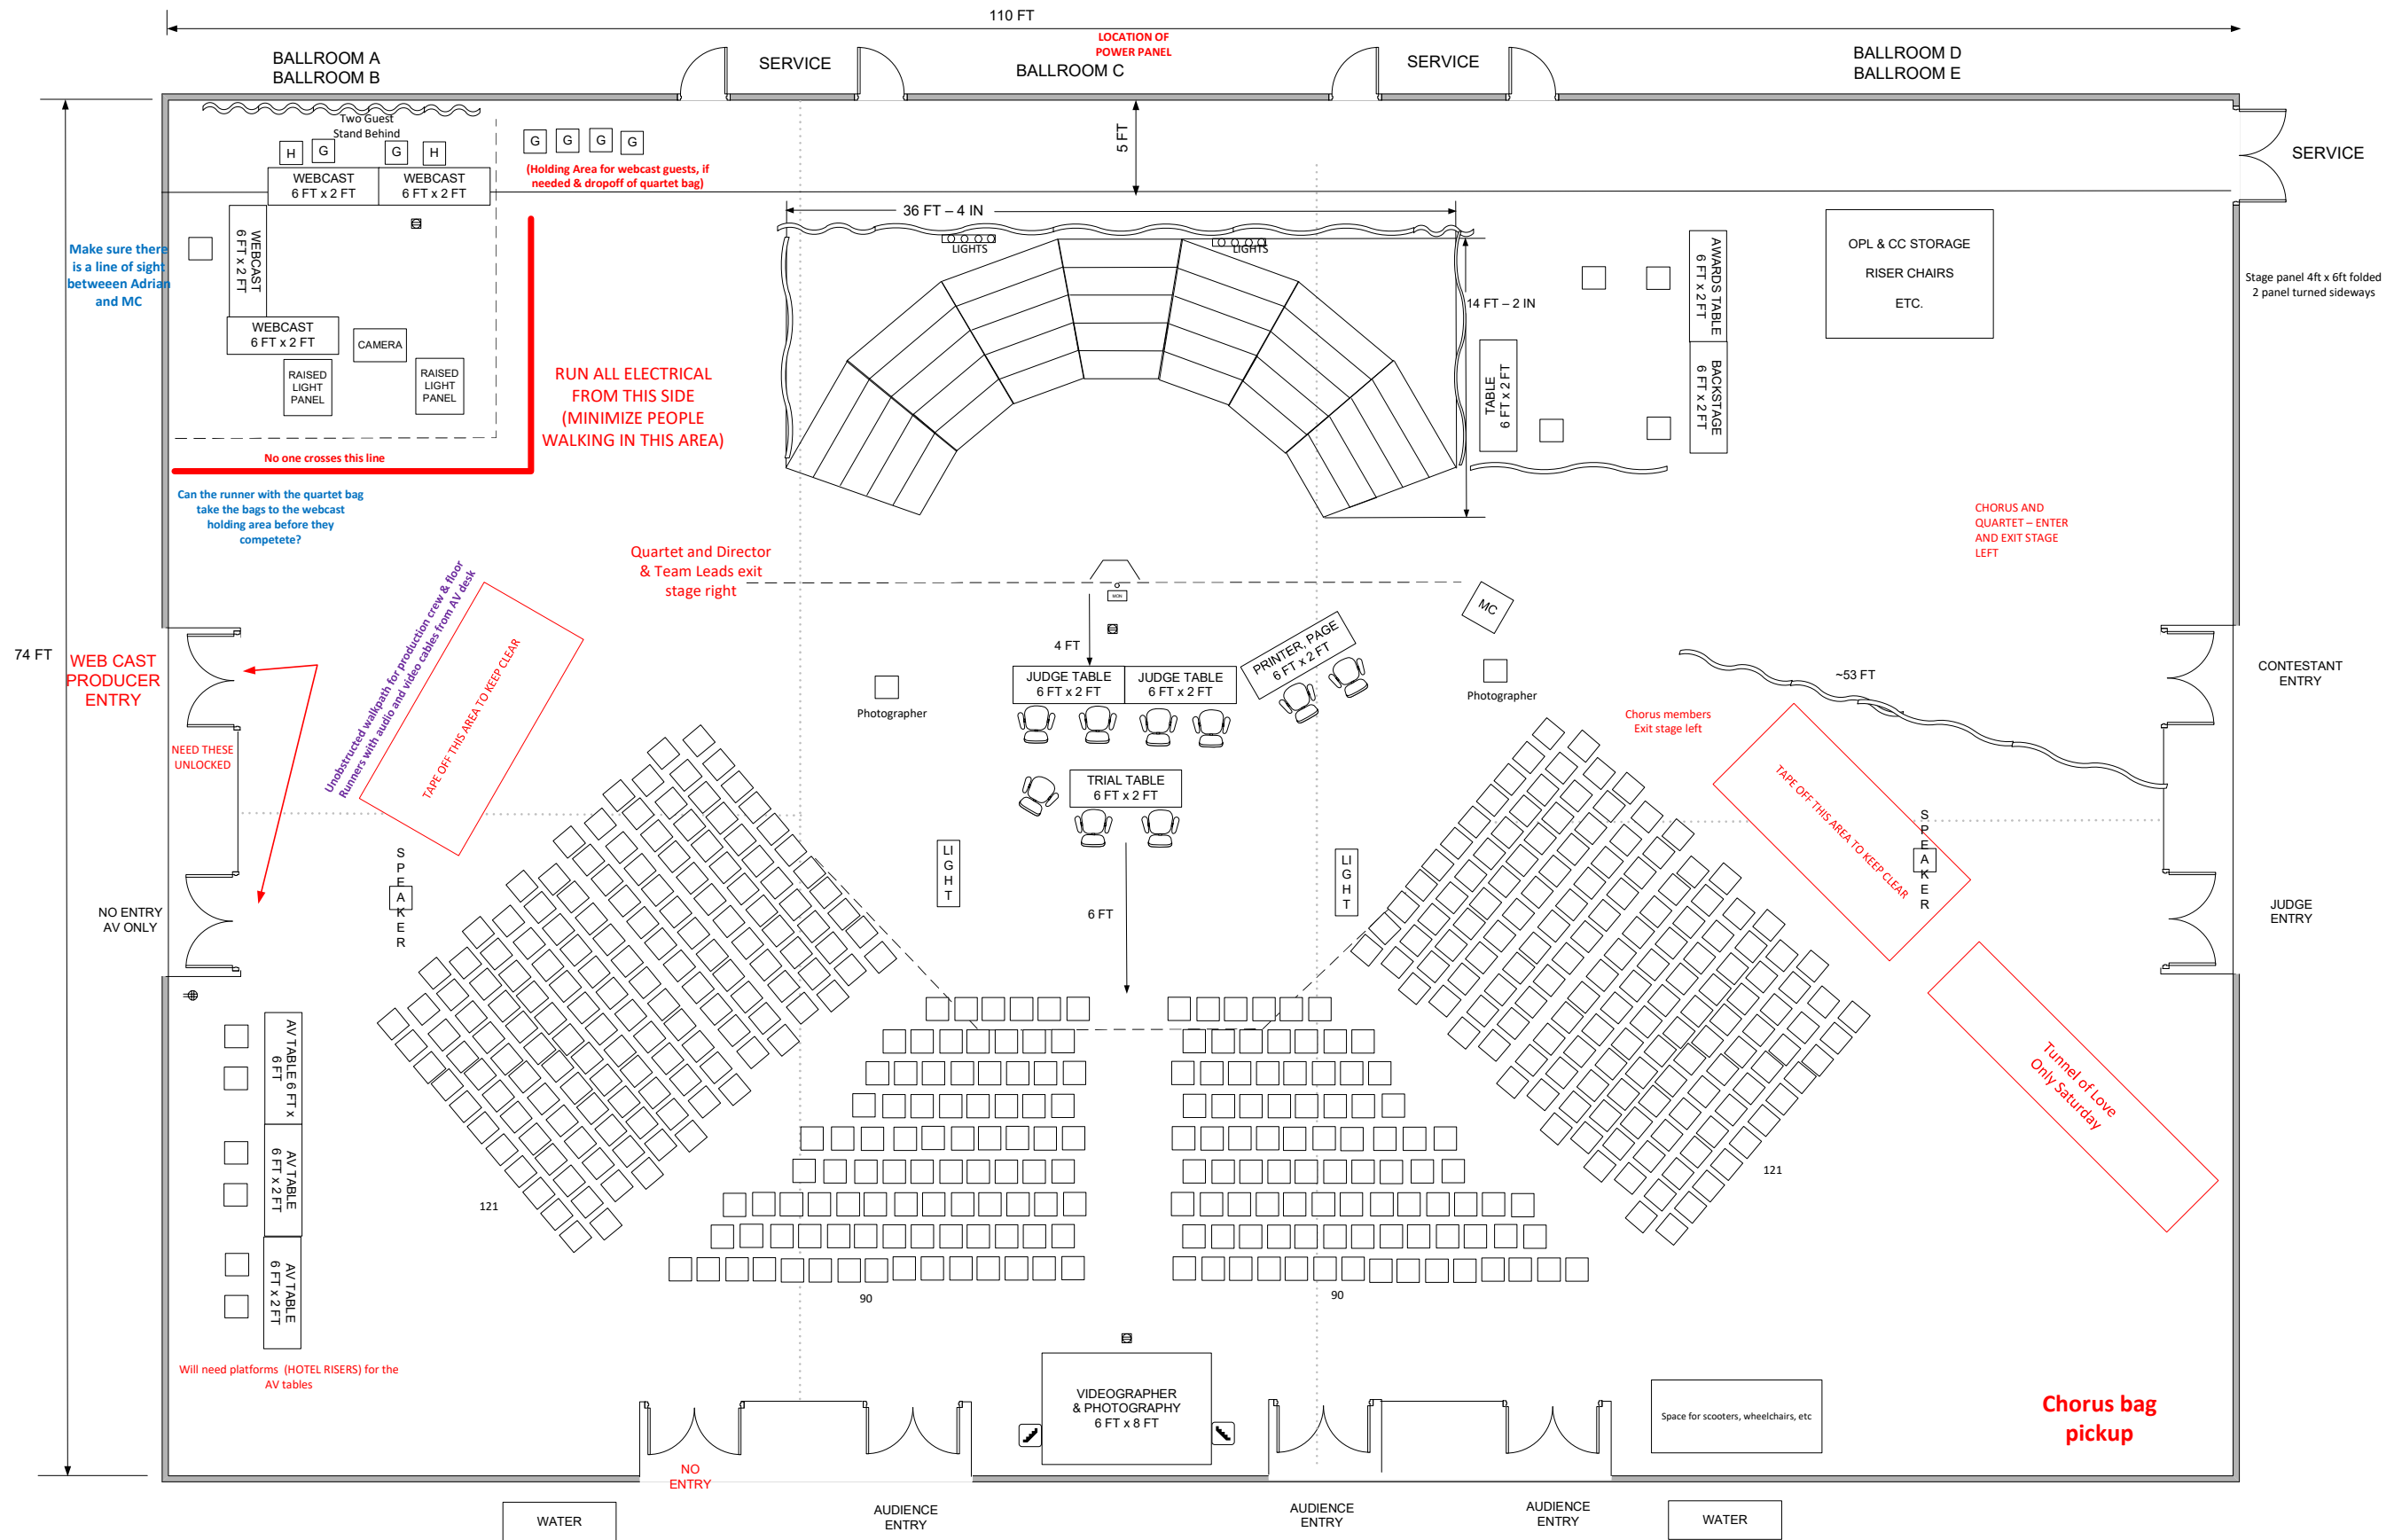 110 FT
LOCATION OF
POWER PANEL
BALLROOM A
BALLROOM B
SERVICE
BALLROOM C
SERVICE
BALLROOM D
BALLROOM E
Two Guest
Stand Behind
H
G
G
H
G
G
G
G
5 FT
SERVICE
(Holding Area for webcast guests, if
needed & dropoff of quartet bag)
WEBCAST
6 FT x 2 FT
WEBCAST
6 FT x 2 FT
36 FT – 4 IN
LIGHTS
LIGHTS
WEBCAST
6 FT x 2 FT
Make sure there
is a line of sight
betweeen Adrian
and MC
AWARDS TABLE
6 FT x 2 FT
OPL & CC STORAGE
RISER CHAIRS
ETC.
Stage panel 4ft x 6ft folded
2 panel turned sideways
14 FT – 2 IN
WEBCAST
6 FT x 2 FT
CAMERA
RAISED
LIGHT
PANEL
RAISED
LIGHT
PANEL
RUN ALL ELECTRICAL
FROM THIS SIDE
(MINIMIZE PEOPLE
WALKING IN THIS AREA)
TABLE
6 FT x 2 FT
BACKSTAGE
6 FT x 2 FT
No one crosses this line
Can the runner with the quartet bag
take the bags to the webcast
holding area before they
competete?
CHORUS AND
QUARTET – ENTER
AND EXIT STAGE
LEFT
Quartet and Director
& Team Leads exit
stage right
MON
MC
Unobstructed walkpath for production crew & floor
Runners with audio and video cables from AV desk
TAPE OFF THIS AREA TO KEEP CLEAR
4 FT
PRINTER, PAGE
6 FT x 2 FT
74 FT
WEB CAST
PRODUCER
ENTRY
JUDGE TABLE
6 FT x 2 FT
JUDGE TABLE
6 FT x 2 FT
Photographer
Photographer
~53 FT
CONTESTANT
ENTRY
Chorus members
Exit stage left
NEED THESE
UNLOCKED
TRIAL TABLE
6 FT x 2 FT
TAPE OFF THIS AREA TO KEEP CLEAR
SPEAKER
LIGHT
LIGHT
SPEAKER
NO ENTRY
AV ONLY
6 FT
JUDGE
ENTRY
AV TABLE 6 FT x
6 FT
Tunnel of Love
Only Saturday
AV TABLE
6 FT x 2 FT
121
121
AV TABLE
6 FT x 2 FT
90
90
Will need platforms (HOTEL RISERS) for the
AV tables
VIDEOGRAPHER
& PHOTOGRAPHY
6 FT x 8 FT
Space for scooters, wheelchairs, etc
Chorus bag
pickup
NO
ENTRY
WATER
AUDIENCE
ENTRY
AUDIENCE
ENTRY
AUDIENCE
ENTRY
WATER